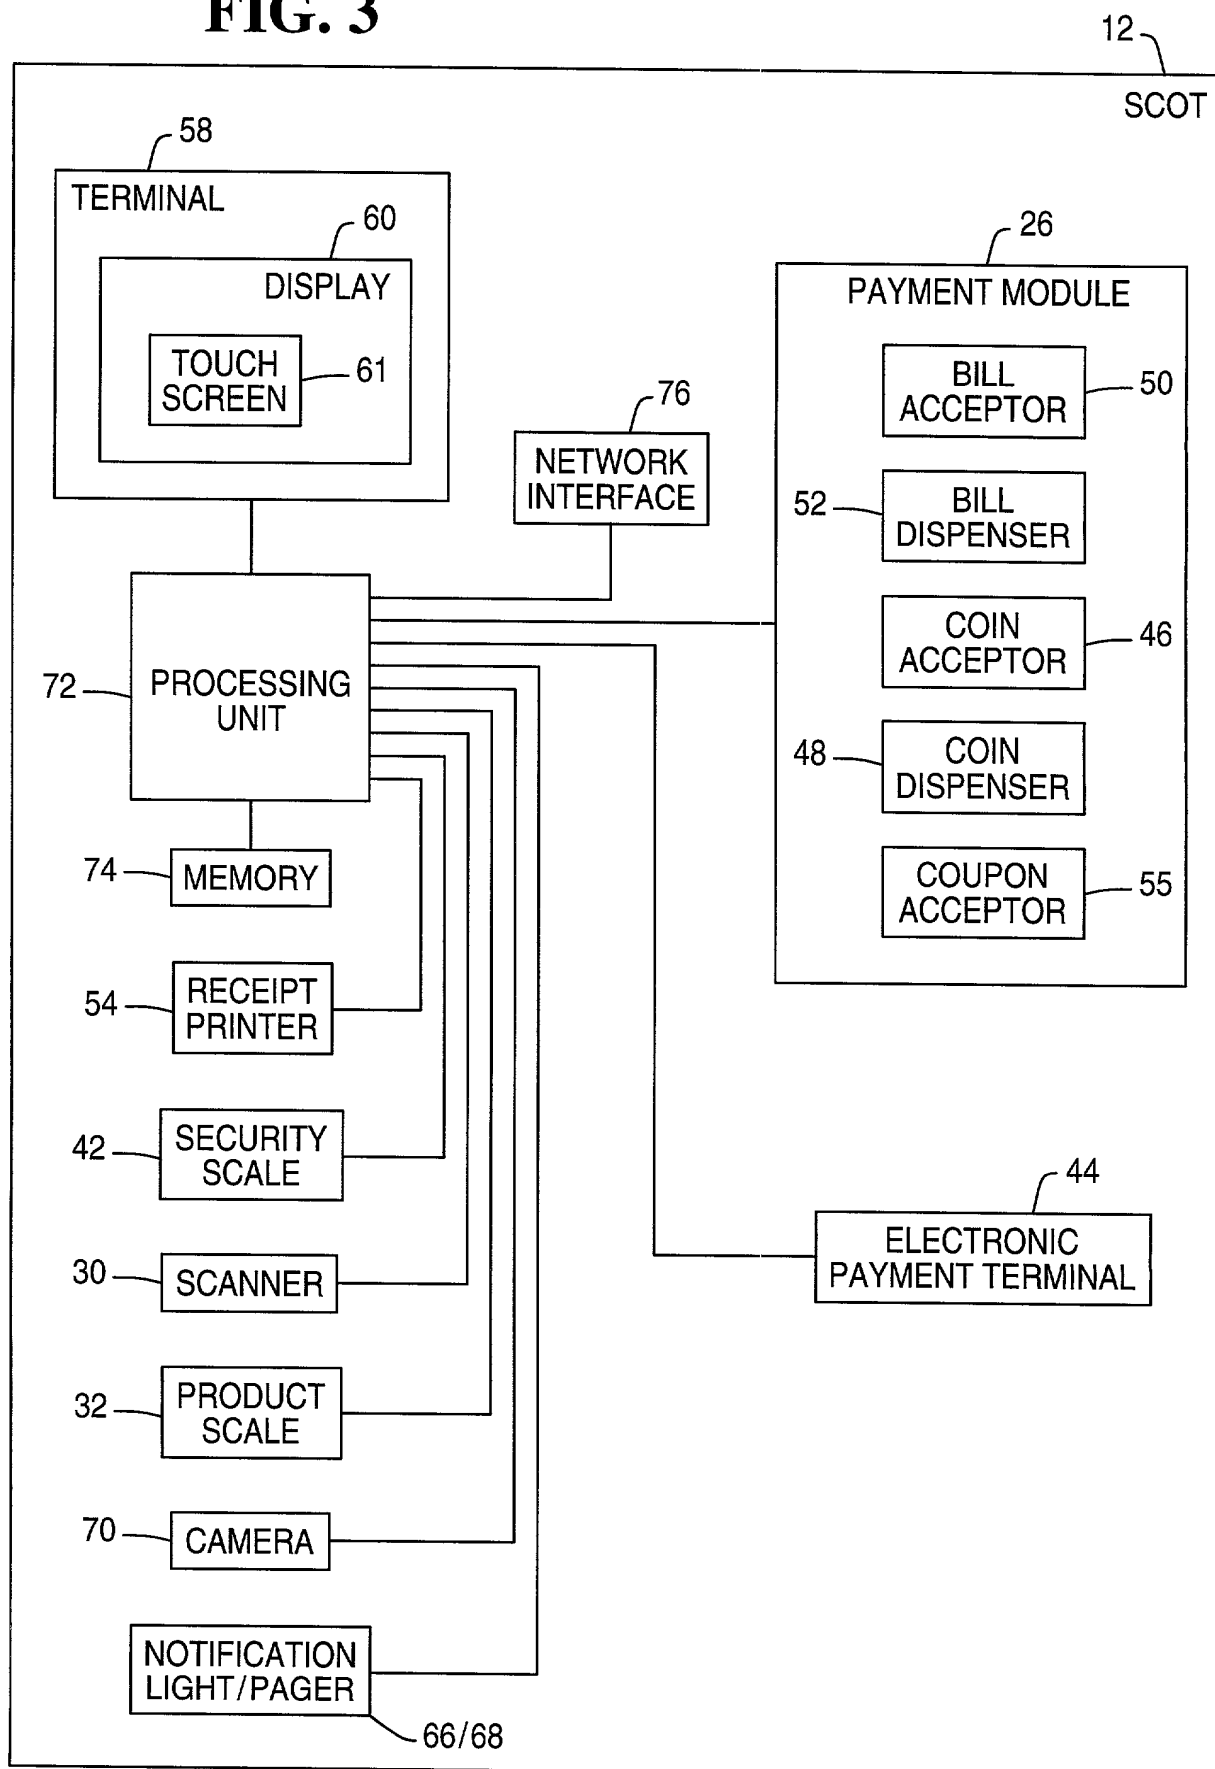 FIG. 3
12
SCOT
58
TERMINAL
60
DISPLAY
TOUCH
SCREEN
61
26
PAYMENT MODULE
BILL
ACCEPTOR
50
52
BILL
DISPENSER
COIN
ACCEPTOR
46
48
COIN
DISPENSER
COUPON
ACCEPTOR
55
76
NETWORK
INTERFACE
72
PROCESSING
UNIT
74
MEMORY
54
RECEIPT
PRINTER
42
SECURITY
SCALE
30
SCANNER
32
PRODUCT
SCALE
70
CAMERA
NOTIFICATION
LIGHT/PAGER
66/68
44
ELECTRONIC
PAYMENT TERMINAL